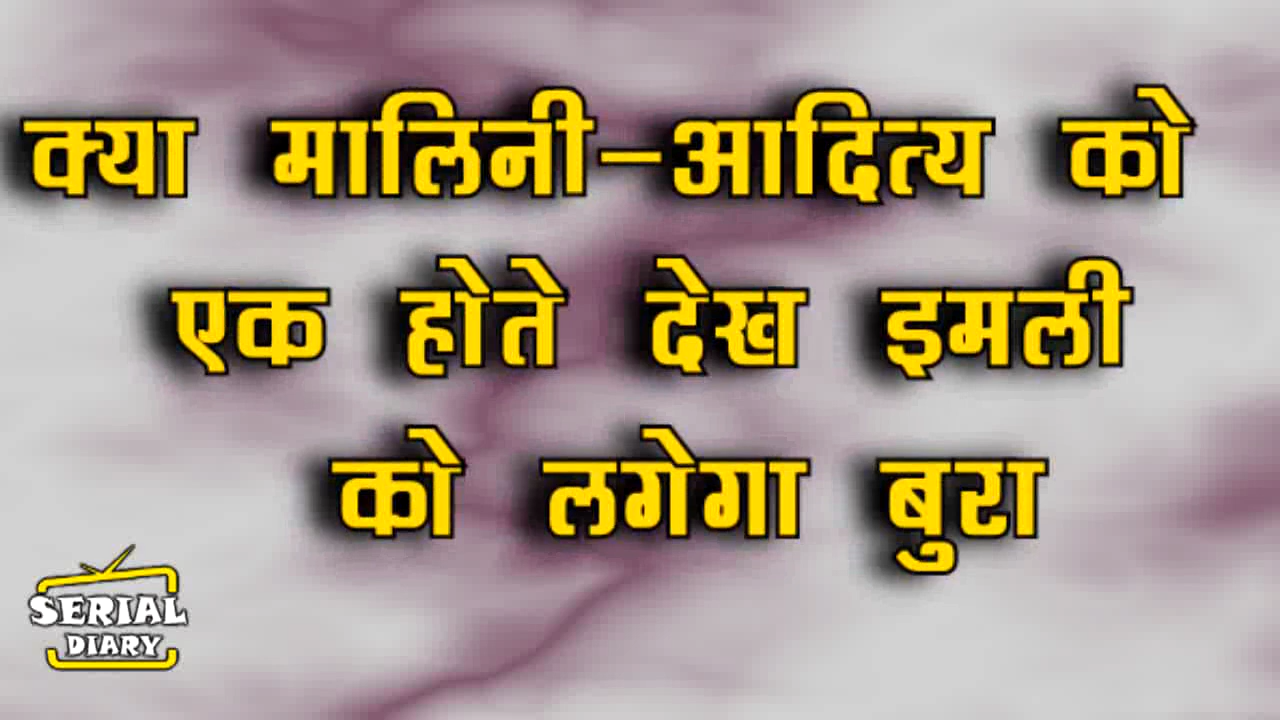 क्या मालिनी-आदित्य को
एक होते देख इमली
को लगेगा बुरा
SERIAL
DIARY